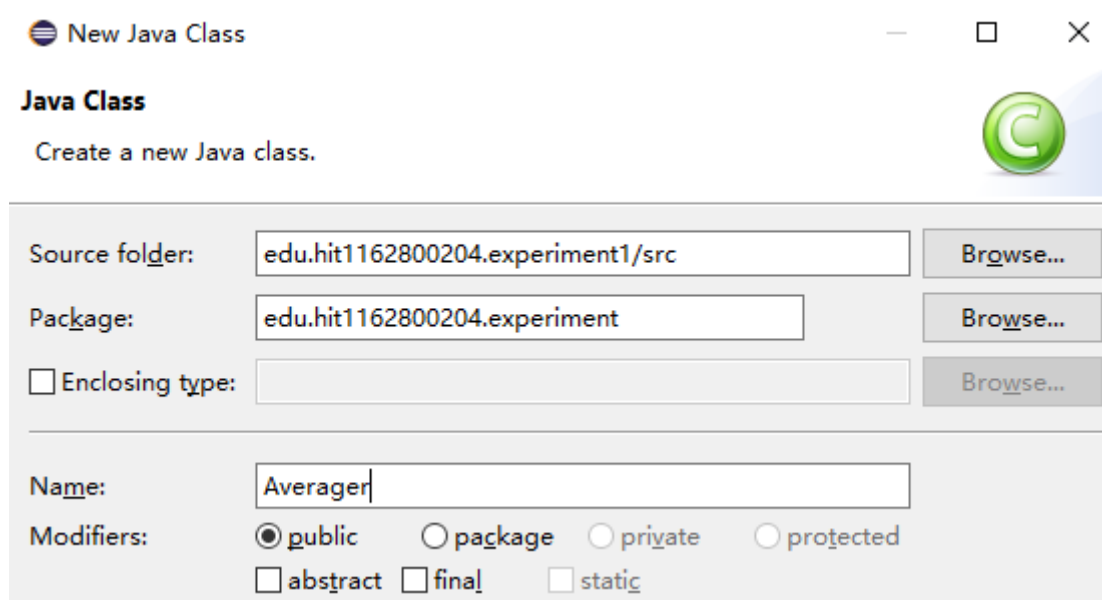 New Java Class
Java Class
Create a new Java class.
Source folder: edu.hit1162800204.experiment1/src Browse...
Package: edu.hit1162800204.experiment Browse...
Enclosing type: Browse...
Name: Averager
Modifiers: public package private protected
abstract final static